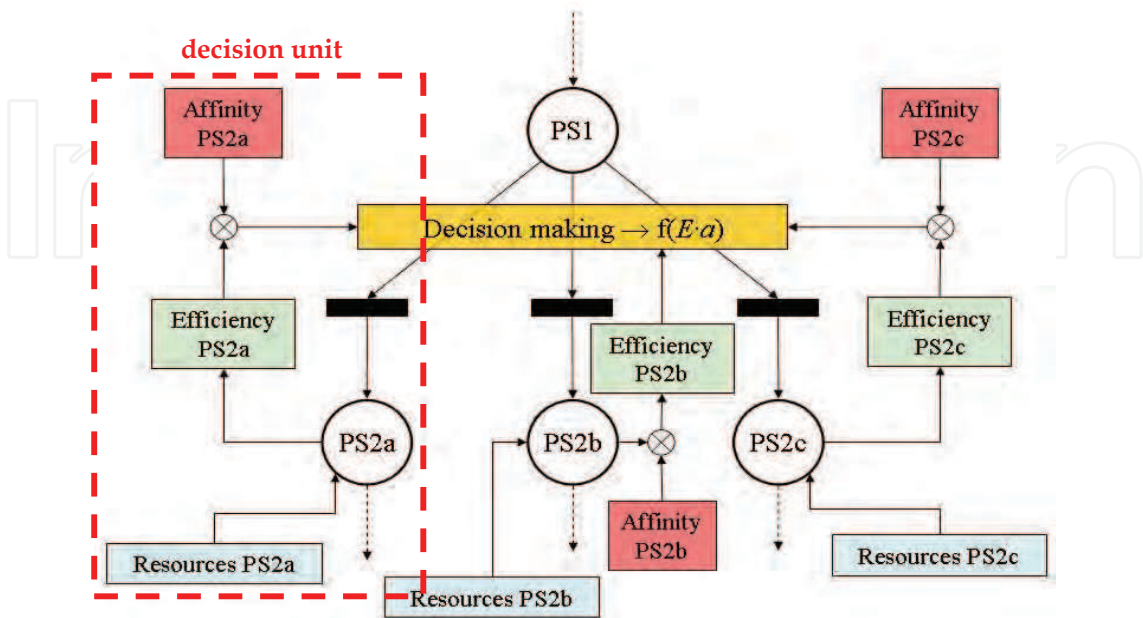 decision unit
Affinity
PS2a
PS1
Affinity
PS2c
Decision making → f(E·a)
Efficiency
PS2a
Efficiency
PS2b
Efficiency
PS2c
PS2a
PS2b
PS2c
Affinity
PS2b
Resources PS2a
Resources PS2b
Resources PS2c